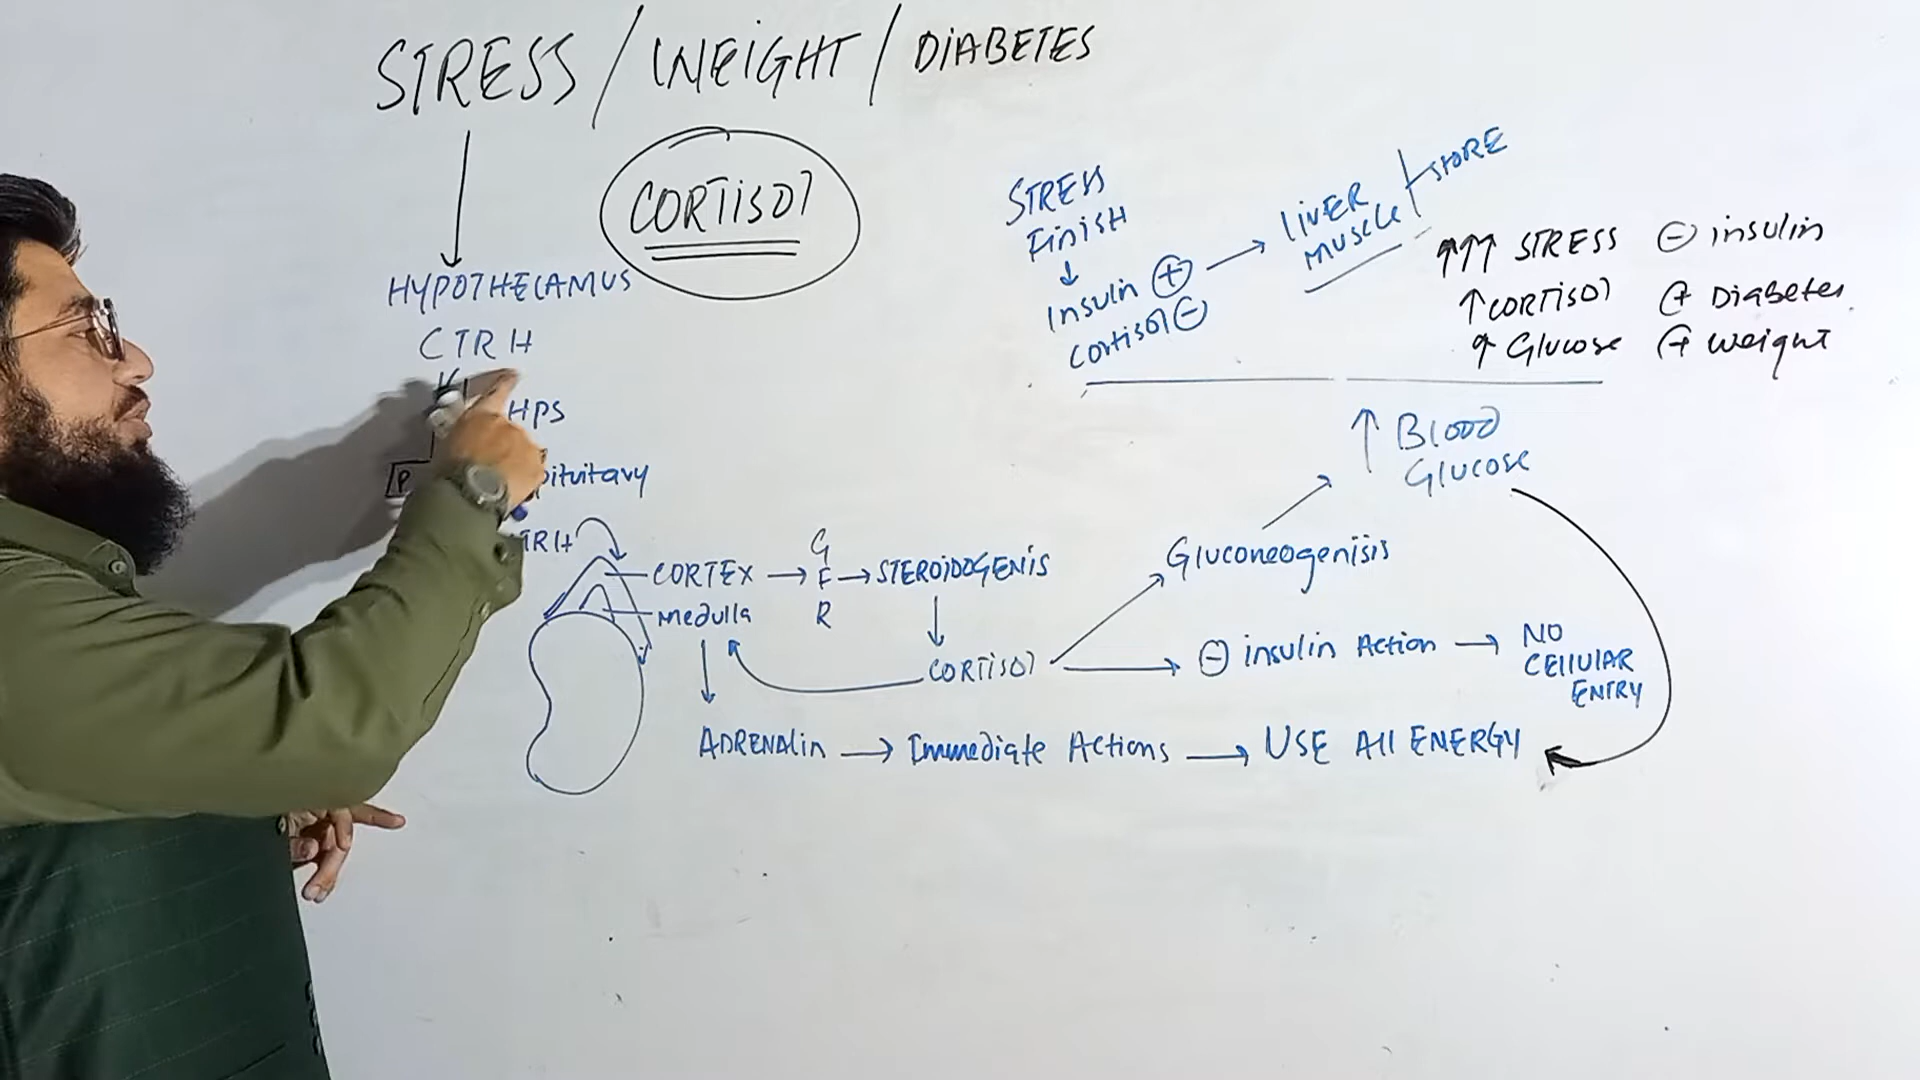 STRESS / WEIGHT / DIABETES
CORTISOl
HYPOTHELAMUS
CTRH
HPS
P
pituitary
TRH
CORTEX → G F R → STEROIDOGENIS
Medulla
CORTISOl
ADRENAlin → Immediate Actions → USE All ENERGY
Gluconeogenisis
↑ Blood
Glucose
⊖ insulin Action → NO
CEllUlAR
ENTRY
STRESS
Finish
↓
Insulin ⊕ → LIVER
MUSCLE
STORE
Cortisol ⊖
↑↑↑ STRESS ⊖ insulin
↑ CORTISOl ⊕ Diabetes
↑ Glucose ⊕ weight